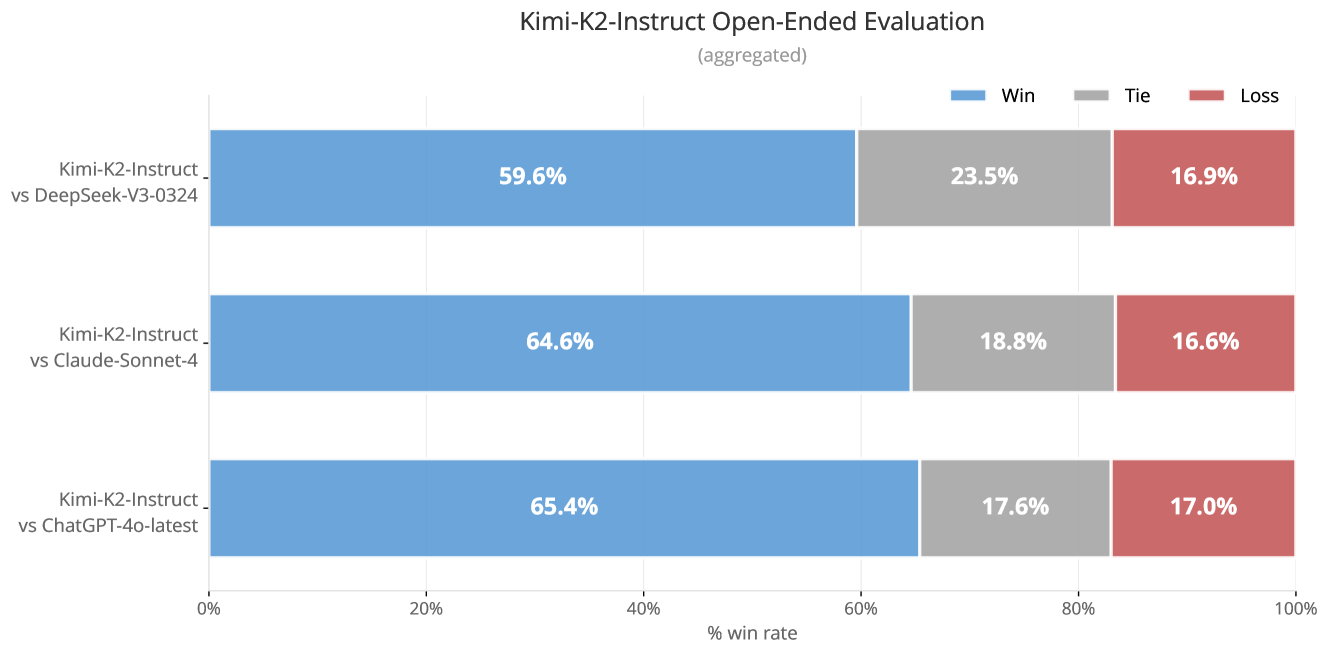 Kimi-K2-Instruct Open-Ended Evaluation
(aggregated)
Win Tie Loss
Kimi-K2-Instruct
vs DeepSeek-V3-0324
59.6% 23.5% 16.9%
Kimi-K2-Instruct
vs Claude-Sonnet-4
64.6% 18.8% 16.6%
Kimi-K2-Instruct
vs ChatGPT-4o-latest
65.4% 17.6% 17.0%
0% 20% 40% 60% 80% 100%
% win rate